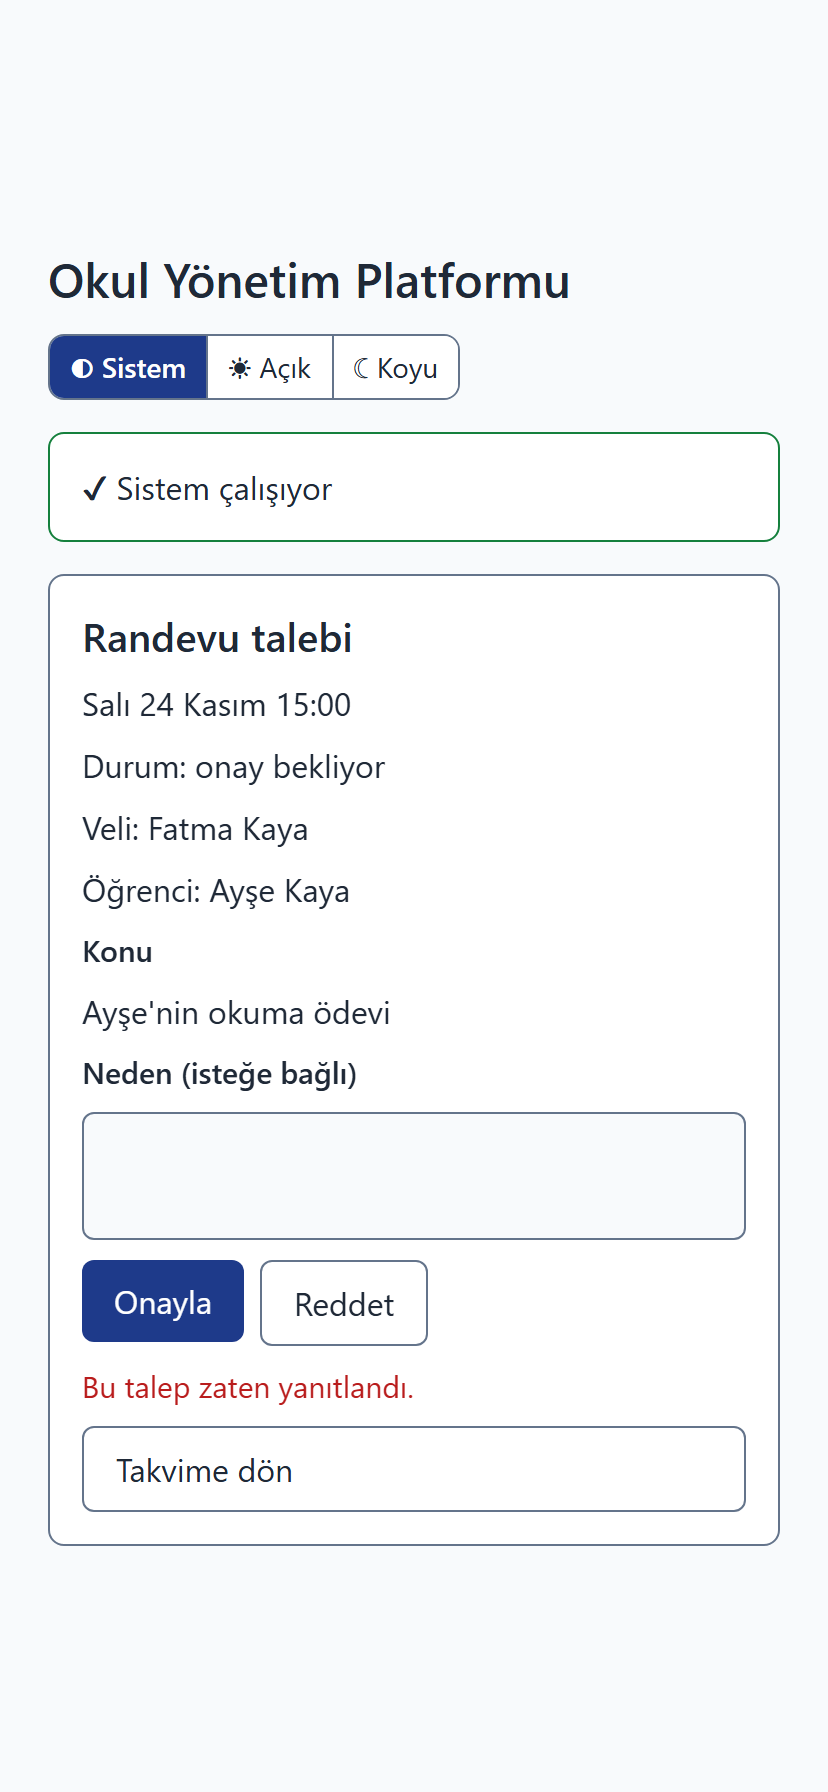 Okul Yönetim Platformu
◐ Sistem ☀ Açık ☾ Koyu
✓ Sistem çalışıyor
Randevu talebi
Salı 24 Kasım 15:00
Durum: onay bekliyor
Veli: Fatma Kaya
Öğrenci: Ayşe Kaya
Konu
Ayşe'nin okuma ödevi
Neden (isteğe bağlı)
Onayla Reddet
Bu talep zaten yanıtlandı.
Takvime dön